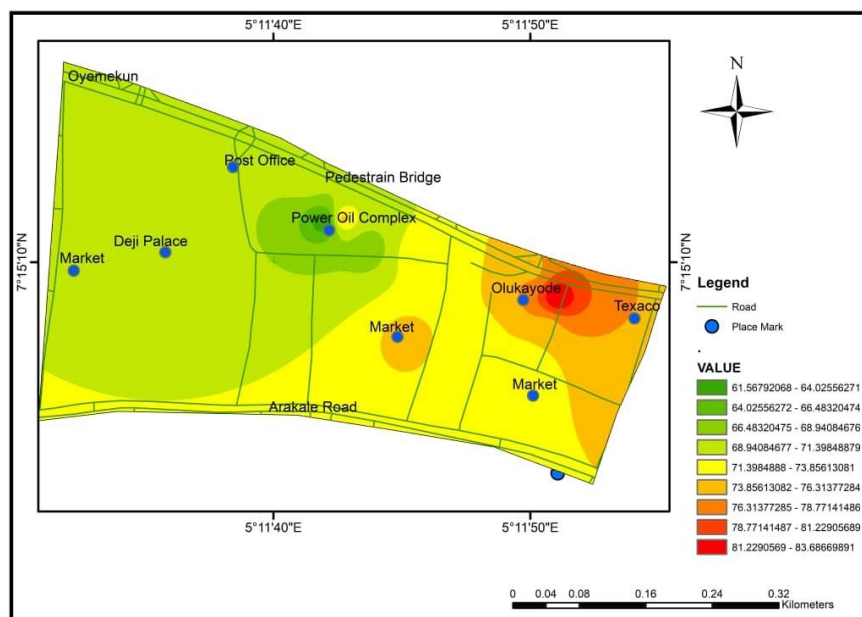 5°11'40"E
5°11'50"E
N
Oyemekun
Post Office
Pedestrain Bridge
Power Oil Complex
Deji Palace
Market
7°15'10"N
7°15'10"N
Olukayode
Texaco
Market
Market
Arakale Road
5°11'40"E
5°11'50"E
Legend
Road
Place Mark
.
VALUE
61.56792068 - 64.02556271
64.02556272 - 66.48320474
66.48320475 - 68.94084676
68.94084677 - 71.39848879
71.3984888 - 73.85613081
73.85613082 - 76.31377284
76.31377285 - 78.77141486
78.77141487 - 81.22905689
81.2290569 - 83.68669891
0 0.04 0.08 0.16 0.24 0.32
Kilometers